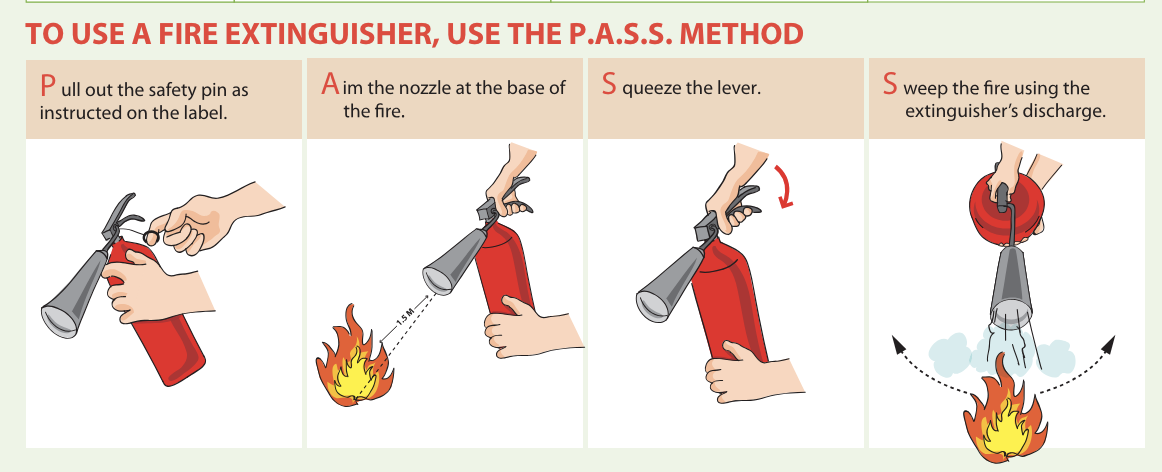 TO USE A FIRE EXTINGUISHER, USE THE P.A.S.S. METHOD
Pull out the safety pin as
instructed on the label.
Aim the nozzle at the base of
the fire.
Squeeze the lever.
Sweep the fire using the
extinguisher’s discharge.
1.5 M